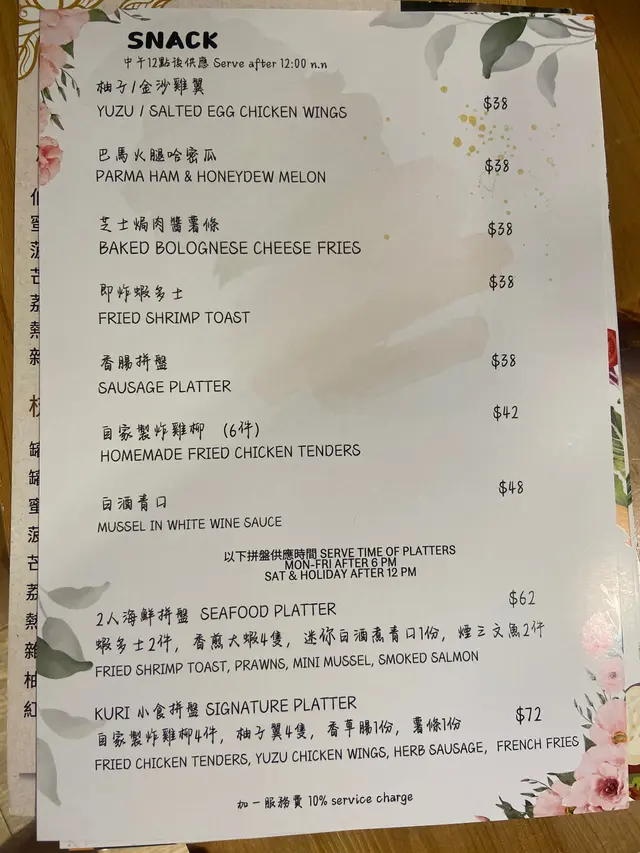 SNACK
中午12點後供應 Serve after 12:00 n.n
柚子/金沙雞翼
YUZU / SALTED EGG CHICKEN WINGS
$38
巴馬火腿哈密瓜
PARMA HAM & HONEYDEW MELON
$38
芝士焗肉醬薯條
BAKED BOLOGNESE CHEESE FRIES
$38
即炸蝦多士
FRIED SHRIMP TOAST
$38
香腸拼盤
SAUSAGE PLATTER
$38
自家製炸雞柳 (6件)
HOMEMADE FRIED CHICKEN TENDERS
$42
白酒青口
MUSSEL IN WHITE WINE SAUCE
$48
以下拼盤供應時間 SERVE TIME OF PLATTERS
MON-FRI AFTER 6 PM
SAT & HOLIDAY AFTER 12 PM
2人海鮮拼盤 SEAFOOD PLATTER
$62
蝦多士2件, 香煎大蝦4隻, 迷你白酒煮青口1份, 煙三文魚2件
FRIED SHRIMP TOAST, PRAWNS, MINI MUSSEL, SMOKED SALMON
KURI 小食拼盤 SIGNATURE PLATTER
$72
自家製炸雞柳4件, 柚子翼4隻, 香草腸1份, 薯條1份
FRIED CHICKEN TENDERS, YUZU CHICKEN WINGS, HERB SAUSAGE, FRENCH FRIES
加一服務費 10% service charge